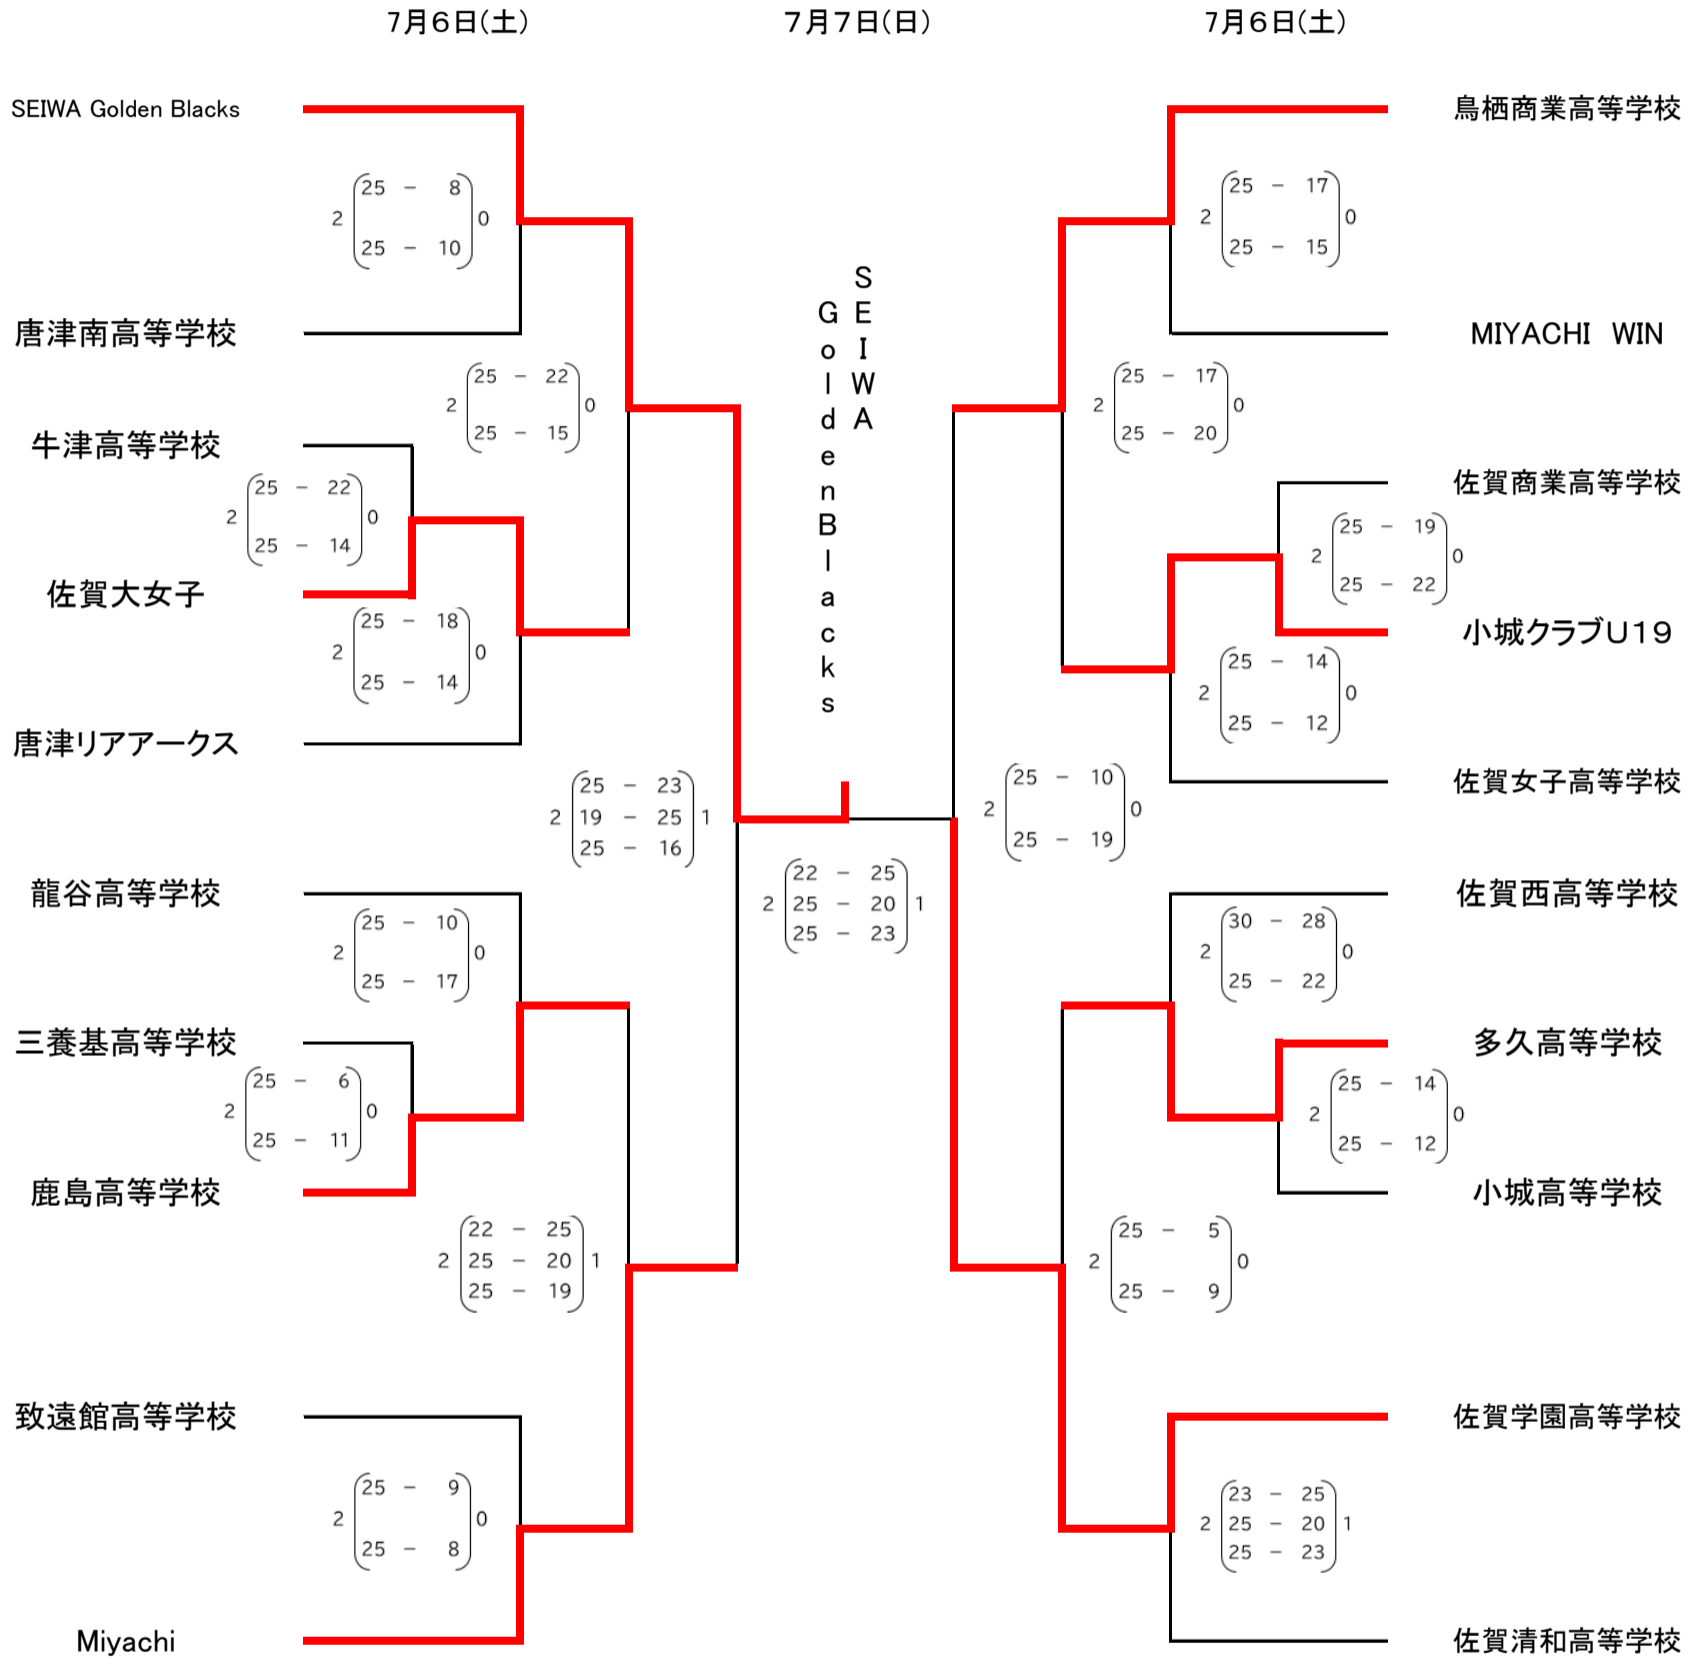 7月6日(土)
7月7日(日)
7月6日(土)
SEIWA Golden Blacks
唐津南高等学校
牛津高等学校
佐賀大女子
唐津リアアークス
龍谷高等学校
三養基高等学校
鹿島高等学校
致遠館高等学校
Miyachi
2 25 - 8 0
25 - 10
2 25 - 22 0
25 - 15
2 25 - 22 0
25 - 14
2 25 - 18 0
25 - 14
2 25 - 23 1
19 - 25
25 - 16
2 25 - 10 0
25 - 17
2 25 - 6 0
25 - 11
2 22 - 25 1
25 - 20
25 - 19
2 25 - 9 0
25 - 8
SEIWA
GoldenBlacks
2 22 - 25 1
25 - 20
25 - 23
鳥栖商業高等学校
MIYACHI WIN
佐賀商業高等学校
小城クラブU19
佐賀女子高等学校
佐賀西高等学校
多久高等学校
小城高等学校
佐賀学園高等学校
佐賀清和高等学校
2 25 - 17 0
25 - 15
2 25 - 17 0
25 - 20
2 25 - 19 0
25 - 22
2 25 - 14 0
25 - 12
2 25 - 10 0
25 - 19
2 30 - 28 0
25 - 22
2 25 - 14 0
25 - 12
2 25 - 5 0
25 - 9
2 23 - 25 1
25 - 20
25 - 23